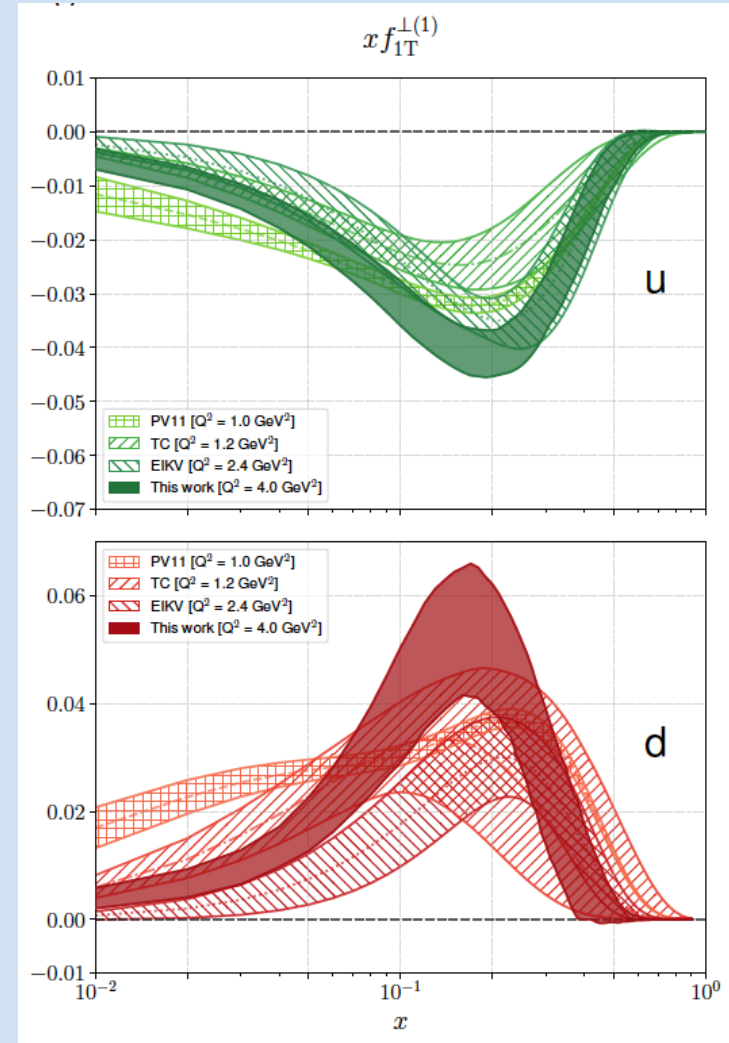 xf_{1T}^{⊥(1)}
0.01
0.00
−0.01
−0.02
−0.03
−0.04
−0.05
−0.06
−0.07
u
PV11 [Q² = 1.0 GeV²]
TC [Q² = 1.2 GeV²]
EIKV [Q² = 2.4 GeV²]
This work [Q² = 4.0 GeV²]
PV11 [Q² = 1.0 GeV²]
TC [Q² = 1.2 GeV²]
EIKV [Q² = 2.4 GeV²]
This work [Q² = 4.0 GeV²]
0.06
0.04
0.02
0.00
−0.01
d
10⁻² 10⁻¹ 10⁰
x